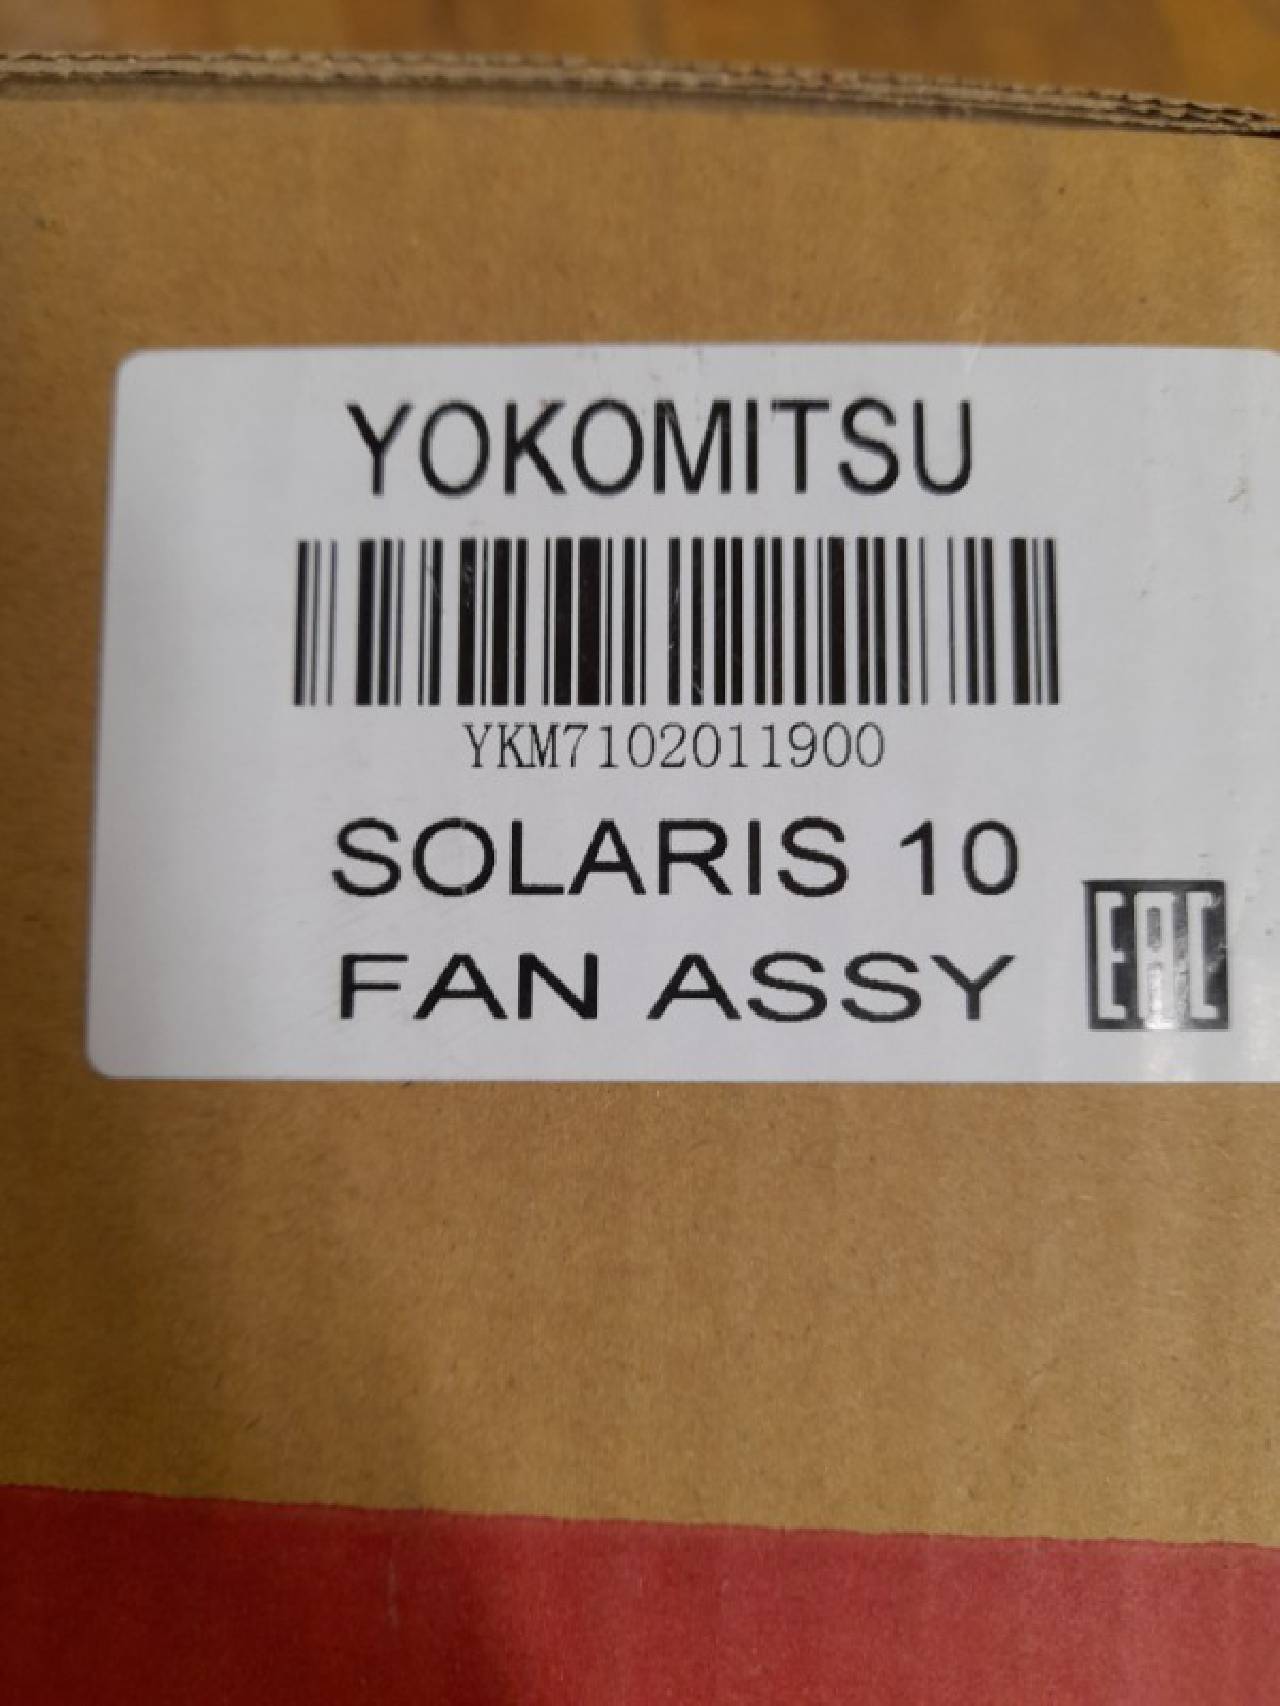 YOKOMITSU
YKM7102011900
SOLARIS 10
FAN ASSY
EAC